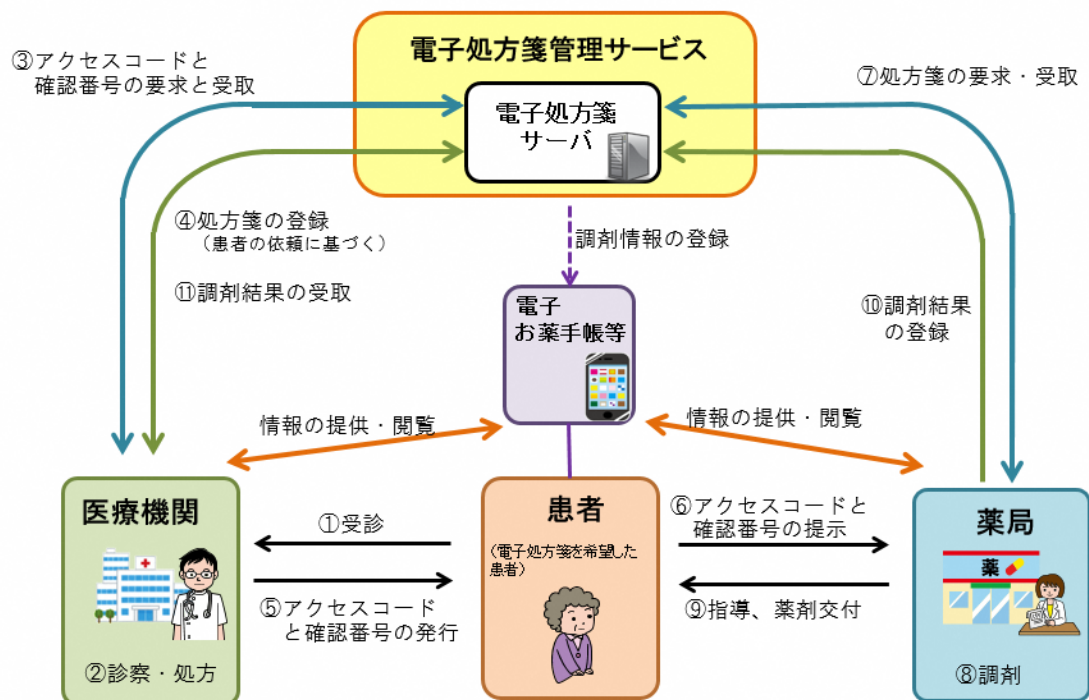 電子処方箋管理サービス
電子処方箋
サーバ
③アクセスコードと
確認番号の要求と受取
⑦処方箋の要求・受取
④処方箋の登録
（患者の依頼に基づく）
⑪調剤結果の受取
調剤情報の登録
電子
お薬手帳等
⑩調剤結果
の登録
情報の提供・閲覧
情報の提供・閲覧
医療機関
①受診
⑤アクセスコード
と確認番号の発行
②診察・処方
患者
（電子処方箋を希望した
患者）
⑥アクセスコードと
確認番号の提示
⑨指導、薬剤交付
薬局
薬
⑧調剤